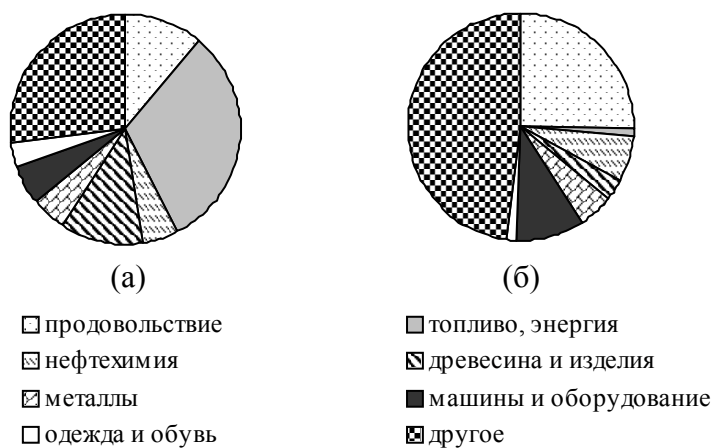 (а) (б)
продовольствие топливо, энергия
нефтехимия древесина и изделия
металлы машины и оборудование
одежда и обувь другое